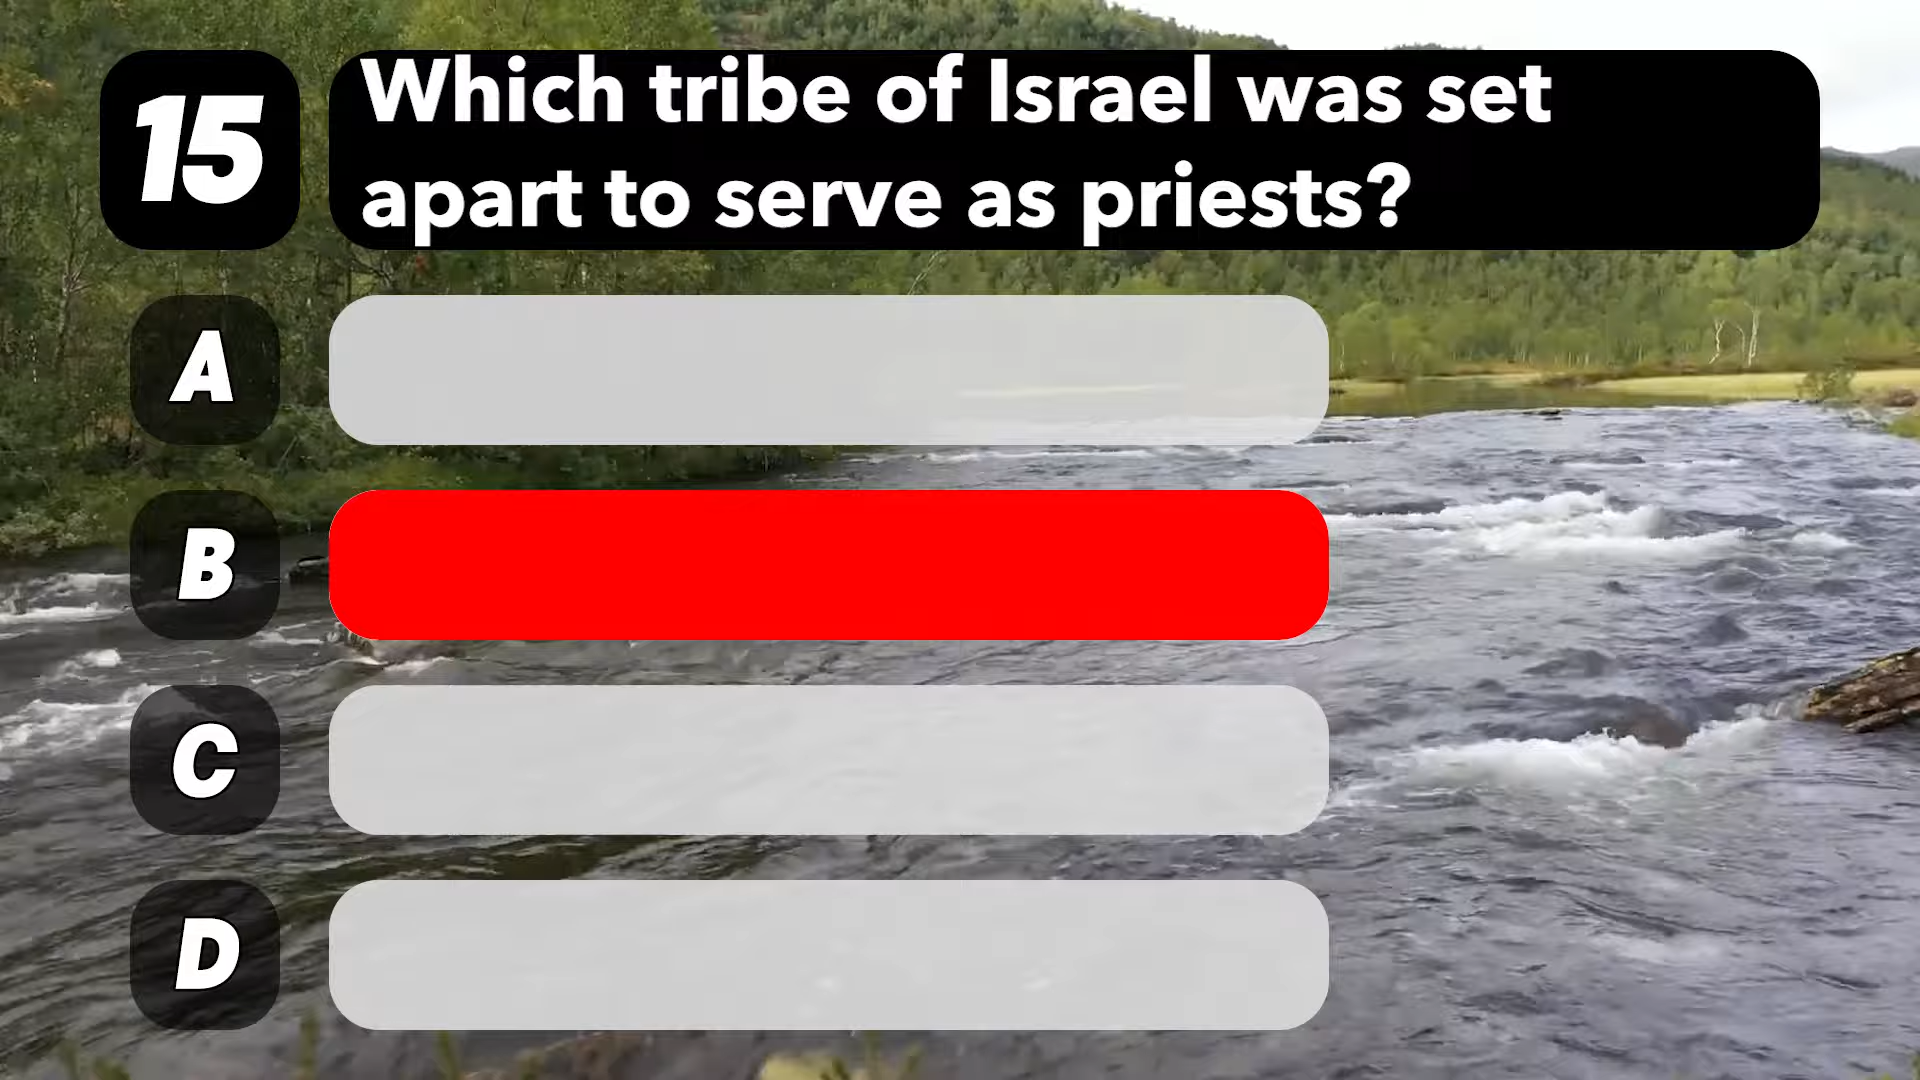 15
Which tribe of Israel was set
apart to serve as priests?
A
B
C
D